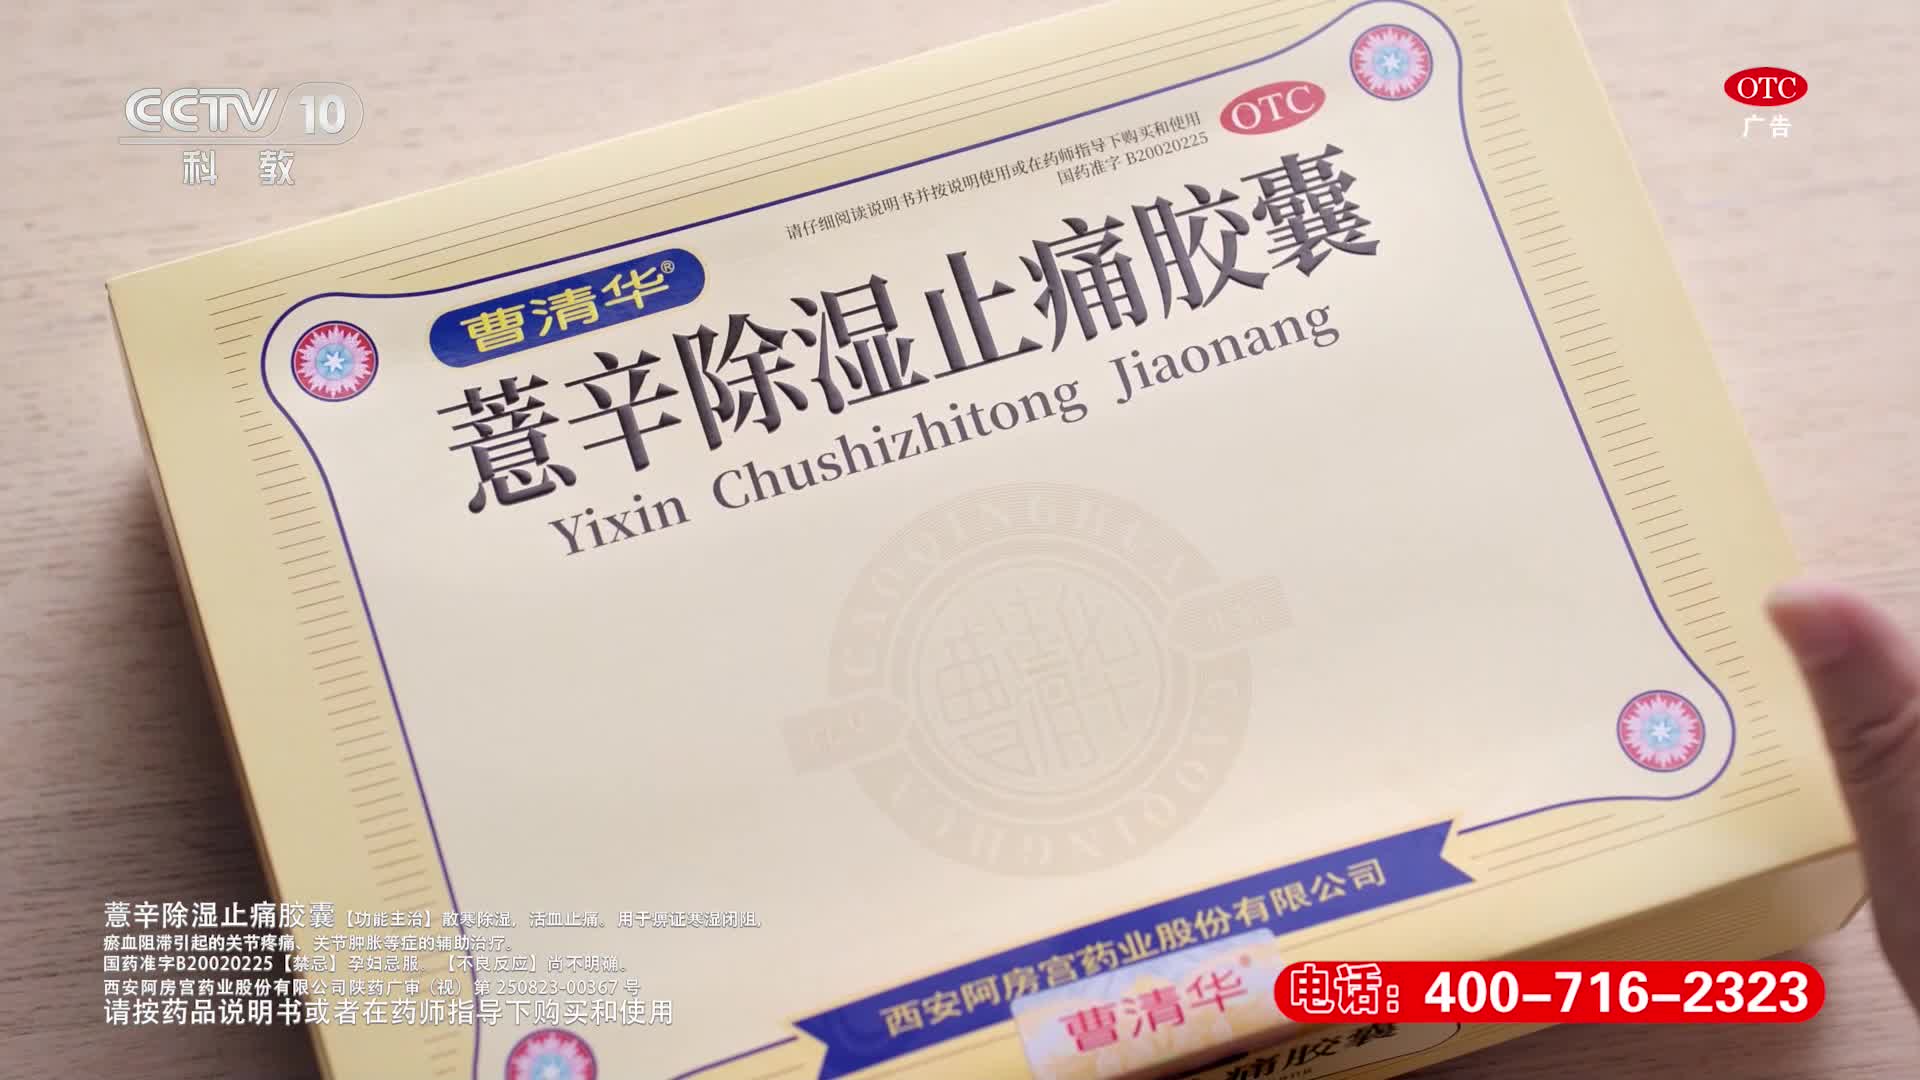 CCTV 10
科 教
OTC
广告
OTC
请仔细阅读说明书并按说明使用或在药师指导下购买和使用
国药准字 B20020225
曹清华®
薏辛除湿止痛胶囊
Yixin Chushizhitong Jiaonang
CAOQINGHUA
CAOQINGHUA
曹清华
西安阿房宫药业股份有限公司
曹清华®
薏辛除湿止痛胶囊【功能主治】散寒除湿,活血止痛。用于痹证寒湿闭阻,
瘀血阻滞引起的关节疼痛、关节肿胀等症的辅助治疗。
国药准字B20020225【禁忌】孕妇忌服。【不良反应】尚不明确。
西安阿房宫药业股份有限公司陕药广审(视)第 250823-00367 号
请按药品说明书或者在药师指导下购买和使用
电话:400-716-2323
痛胶囊